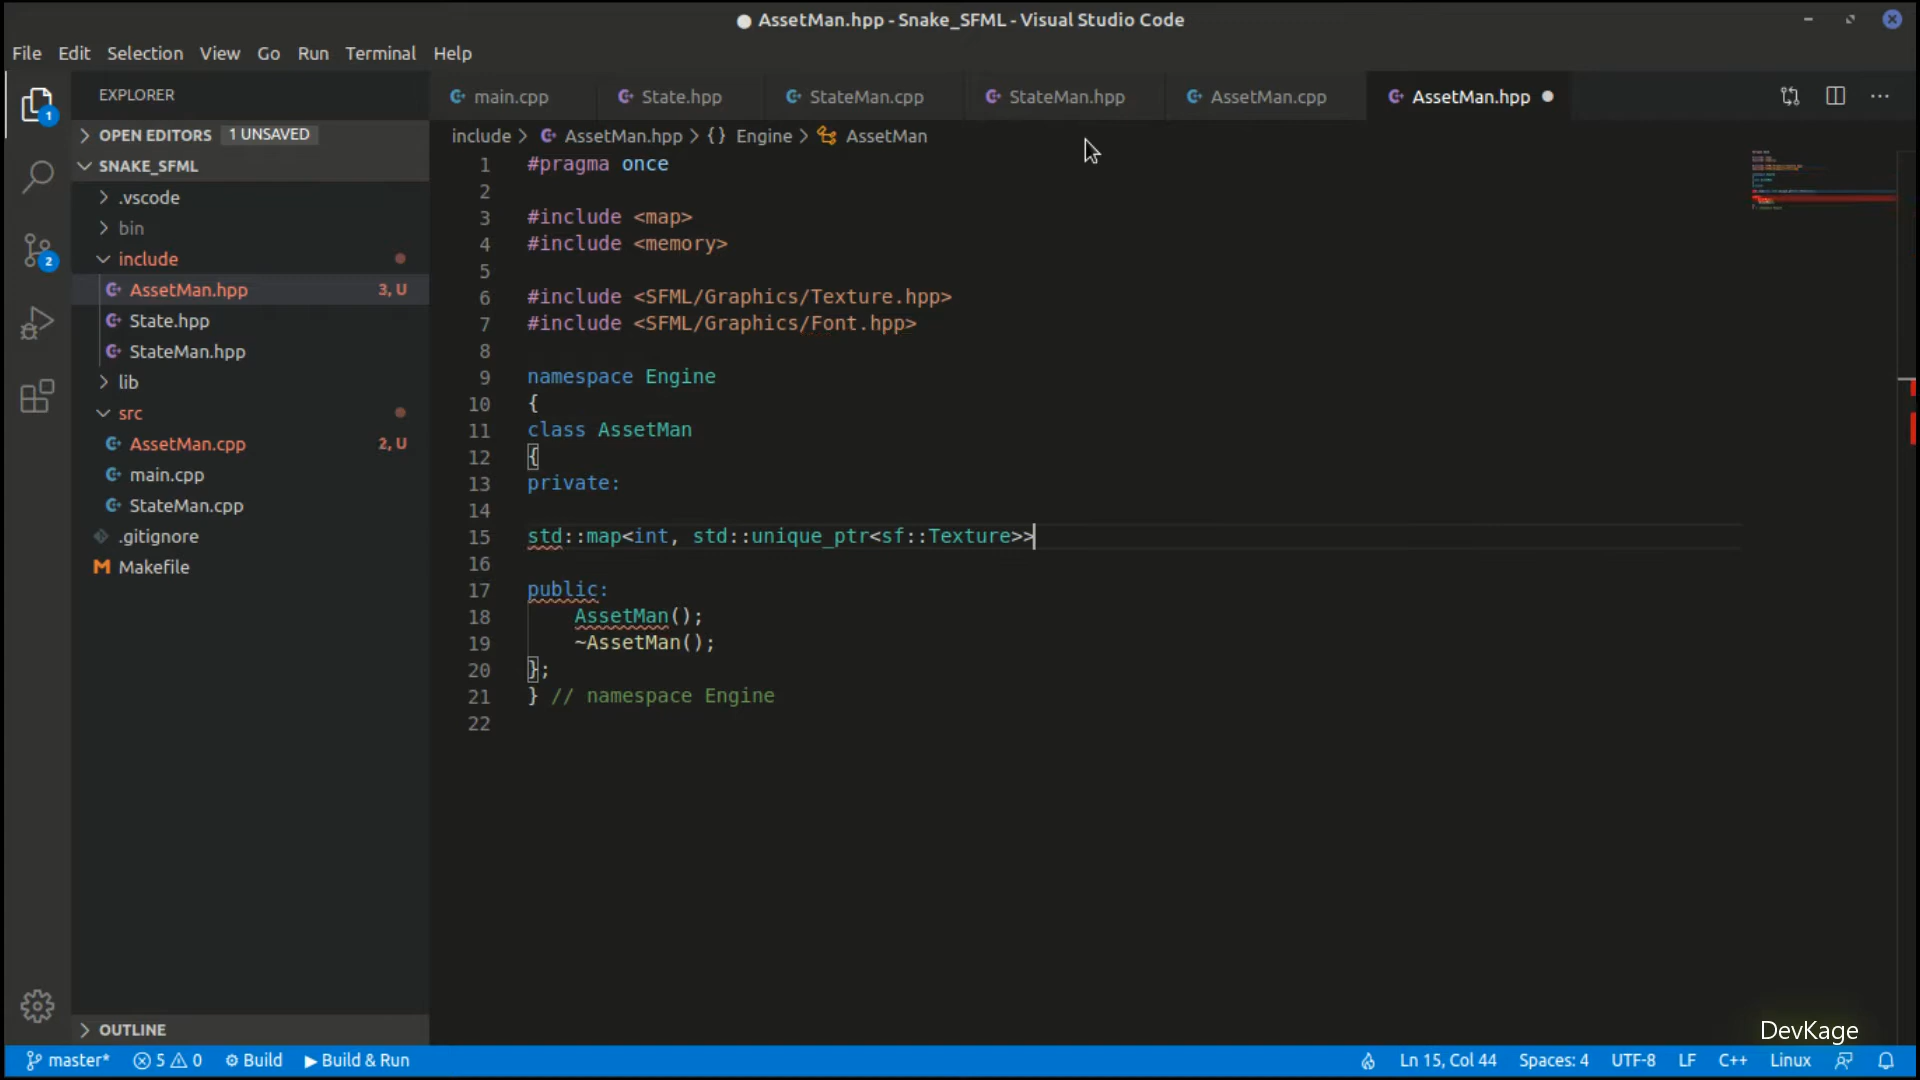 AssetMan.hpp - Snake_SFML - Visual Studio Code
File Edit Selection View Go Run Terminal Help
EXPLORER
OPEN EDITORS 1 UNSAVED
SNAKE_SFML
.vscode
bin
include
AssetMan.hpp 3, U
State.hpp
StateMan.hpp
lib
src
AssetMan.cpp 2, U
main.cpp
StateMan.cpp
.gitignore
Makefile
OUTLINE
1
2
main.cpp State.hpp StateMan.cpp StateMan.hpp AssetMan.cpp AssetMan.hpp
include > AssetMan.hpp > {} Engine > AssetMan
1 #pragma once
2
3 #include <map>
4 #include <memory>
5
6 #include <SFML/Graphics/Texture.hpp>
7 #include <SFML/Graphics/Font.hpp>
8
9 namespace Engine
10 {
11 class AssetMan
12 {
13 private:
14
15 std::map<int, std::unique_ptr<sf::Texture>>
16
17 public:
18 AssetMan();
19 ~AssetMan();
20 };
21 } // namespace Engine
22
DevKage
master* 5 0 Build Build & Run Ln 15, Col 44 Spaces: 4 UTF-8 LF C++ Linux